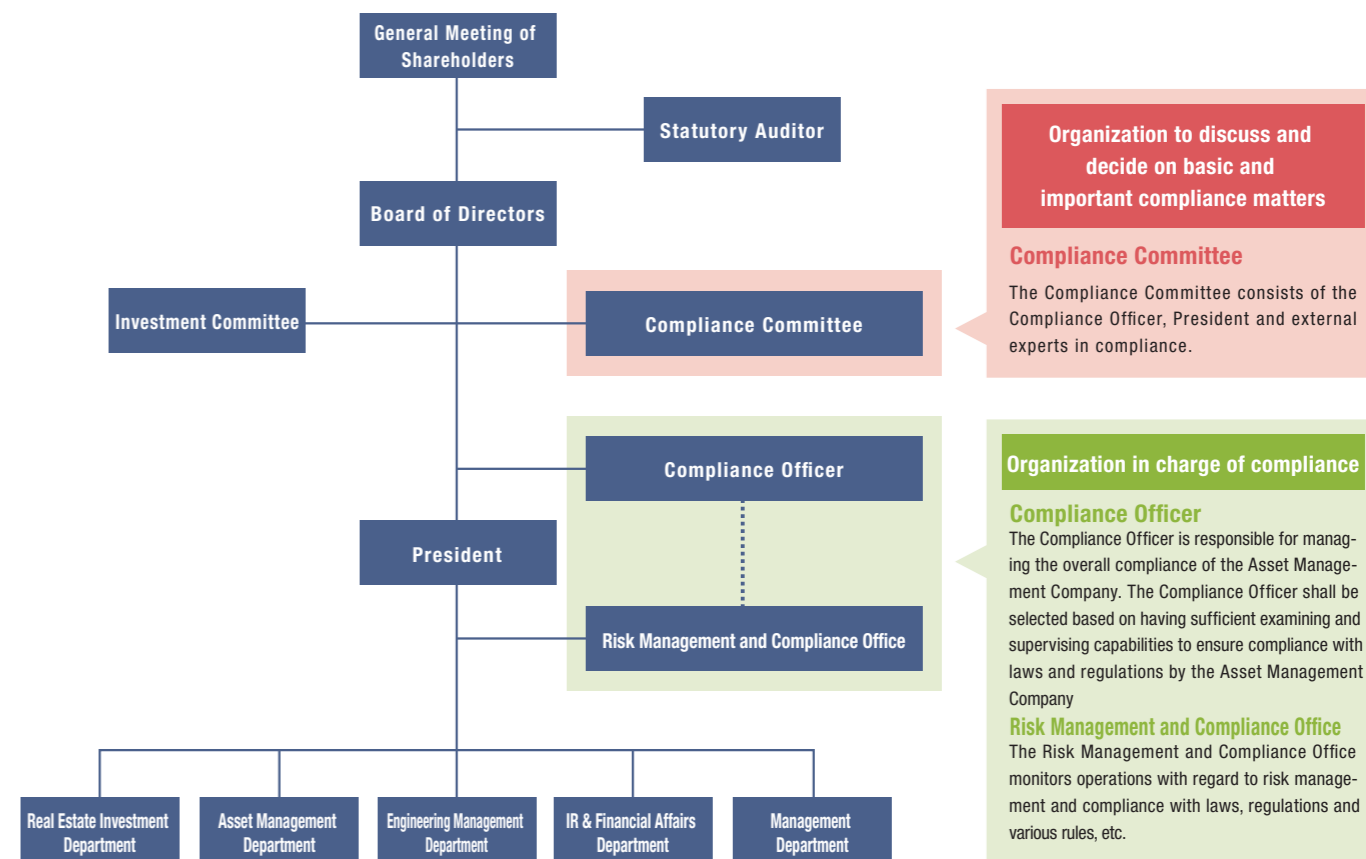 General Meeting of
Shareholders
Statutory Auditor
Board of Directors
Investment Committee
Compliance Committee
Compliance Officer
President
Risk Management and Compliance Office
Real Estate Investment
Department
Asset Management
Department
Engineering Management
Department
IR & Financial Affairs
Department
Management
Department
Organization to discuss and
decide on basic and
important compliance matters
Compliance Committee
The Compliance Committee consists of the
Compliance Officer, President and external
experts in compliance.
Organization in charge of compliance
Compliance Officer
The Compliance Officer is responsible for manag-
ing the overall compliance of the Asset Manage-
ment Company. The Compliance Officer shall be
selected based on having sufficient examining and
supervising capabilities to ensure compliance with
laws and regulations by the Asset Management
Company
Risk Management and Compliance Office
The Risk Management and Compliance Office
monitors operations with regard to risk manage-
ment and compliance with laws, regulations and
various rules, etc.